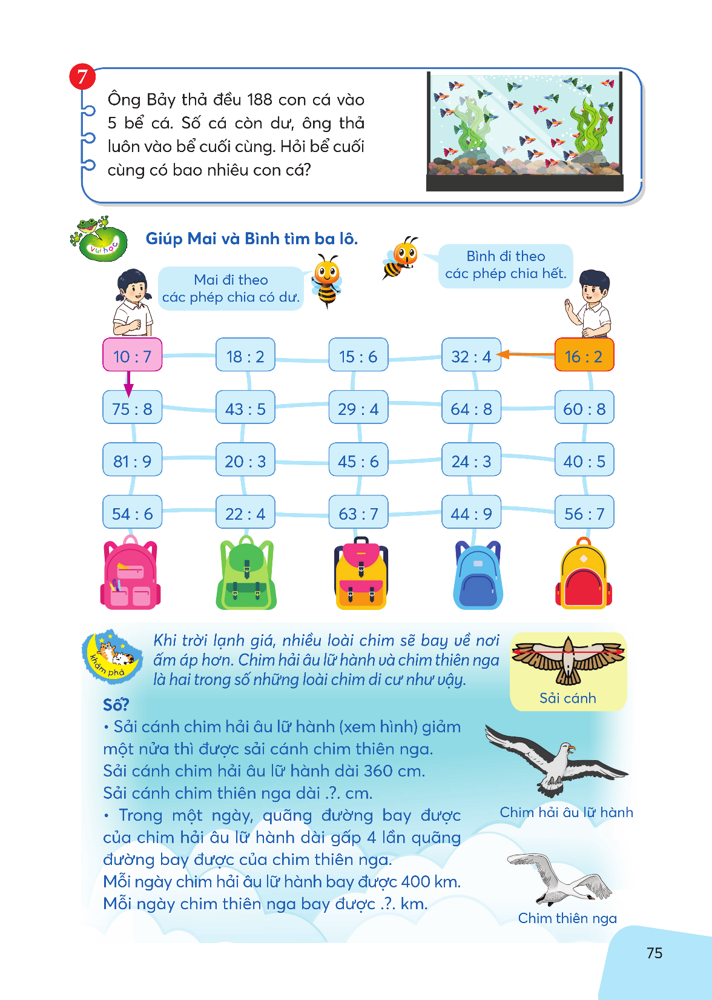 7
Ông Bảy thả đều 188 con cá vào
5 bể cá. Số cá còn dư, ông thả
luôn vào bể cuối cùng. Hỏi bể cuối
cùng có bao nhiêu con cá?
Vui học
Giúp Mai và Bình tìm ba lô.
Bình đi theo
các phép chia hết.
Mai đi theo
các phép chia có dư.
10 : 7 18 : 2 15 : 6 32 : 4 16 : 2
75 : 8 43 : 5 29 : 4 64 : 8 60 : 8
81 : 9 20 : 3 45 : 6 24 : 3 40 : 5
54 : 6 22 : 4 63 : 7 44 : 9 56 : 7
Khám phá
Khi trời lạnh giá, nhiều loài chim sẽ bay về nơi
ấm áp hơn. Chim hải âu lữ hành và chim thiên nga
là hai trong số những loài chim di cư như vậy.
Sải cánh
Số?
• Sải cánh chim hải âu lữ hành (xem hình) giảm
một nửa thì được sải cánh chim thiên nga.
Sải cánh chim hải âu lữ hành dài 360 cm.
Sải cánh chim thiên nga dài .?. cm.
• Trong một ngày, quãng đường bay được
của chim hải âu lữ hành dài gấp 4 lần quãng
đường bay được của chim thiên nga.
Mỗi ngày chim hải âu lữ hành bay được 400 km.
Mỗi ngày chim thiên nga bay được .?. km.
Chim hải âu lữ hành
Chim thiên nga
75